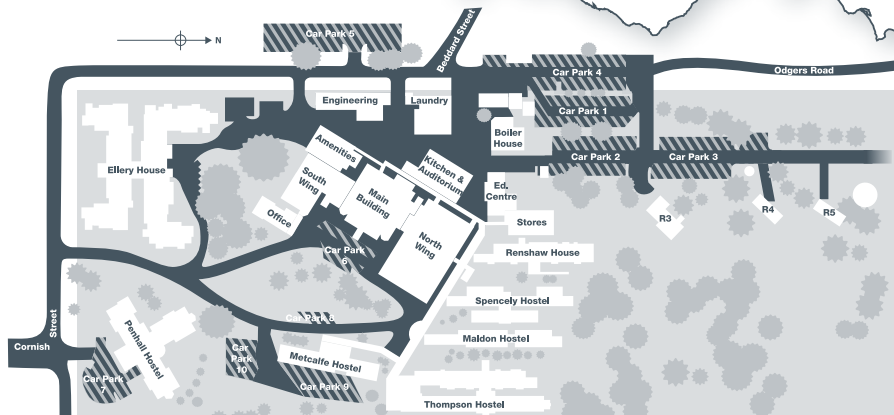 Car Park 5
N
Beddard Street
Car Park 4
Odgers Road
Engineering
Laundry
Car Park 1
Boiler
House
Amenities
Kitchen &
Auditorium
Car Park 2
Car Park 3
Ellery House
South
Wing
Main
Building
Ed.
Centre
Office
Stores
R3
R4
R5
Car Park
6
North
Wing
Renshaw House
Spencely Hostel
Car Park 8
Street
Cornish
Penhall Hostel
Maldon Hostel
Car
Park
10
Metcalfe Hostel
Car Park
7
Car Park 9
Thompson Hostel